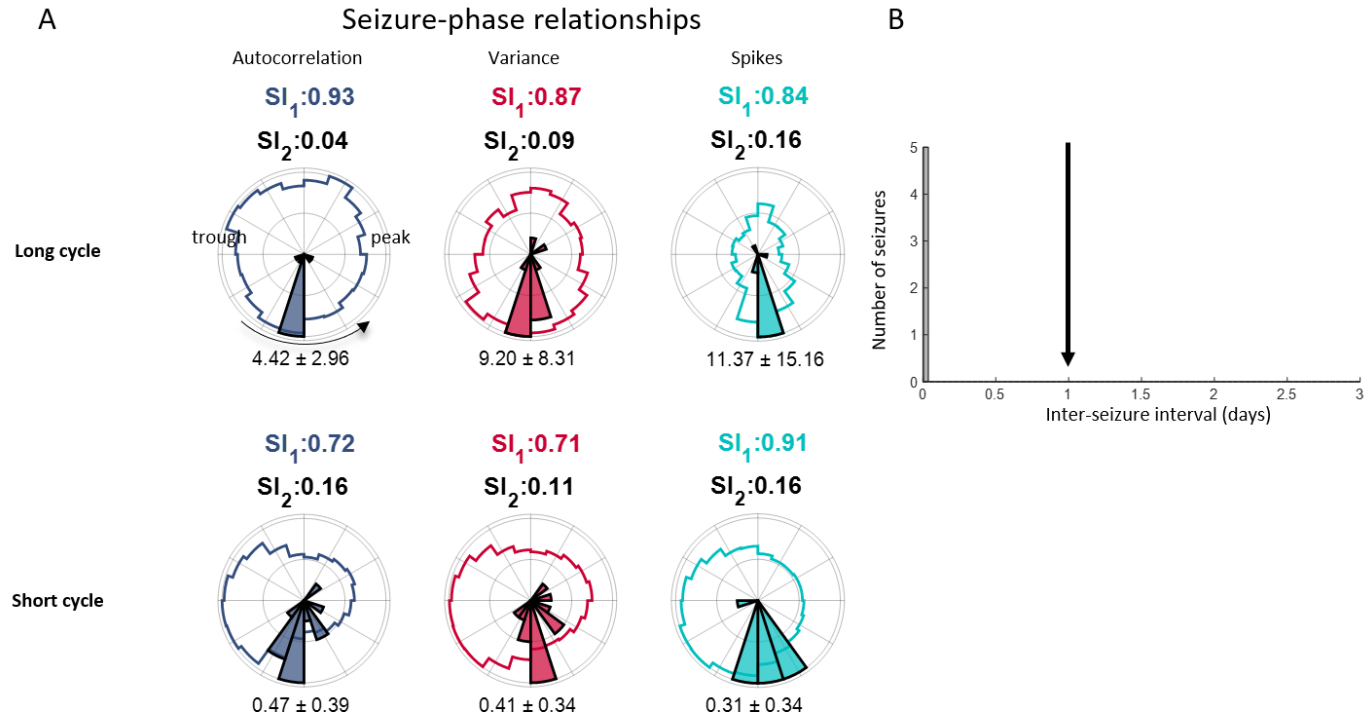 A
Seizure-phase relationships
B
Autocorrelation
Variance
Spikes
SI1:0.93
SI1:0.87
SI1:0.84
SI2:0.04
SI2:0.09
SI2:0.16
Long cycle
trough
peak
4.42 ± 2.96
9.20 ± 8.31
11.37 ± 15.16
Number of seizures
5
4
3
2
1
0
0 0.5 1 1.5 2 2.5 3
Inter-seizure interval (days)
SI1:0.72
SI1:0.71
SI1:0.91
SI2:0.16
SI2:0.11
SI2:0.16
Short cycle
0.47 ± 0.39
0.41 ± 0.34
0.31 ± 0.34